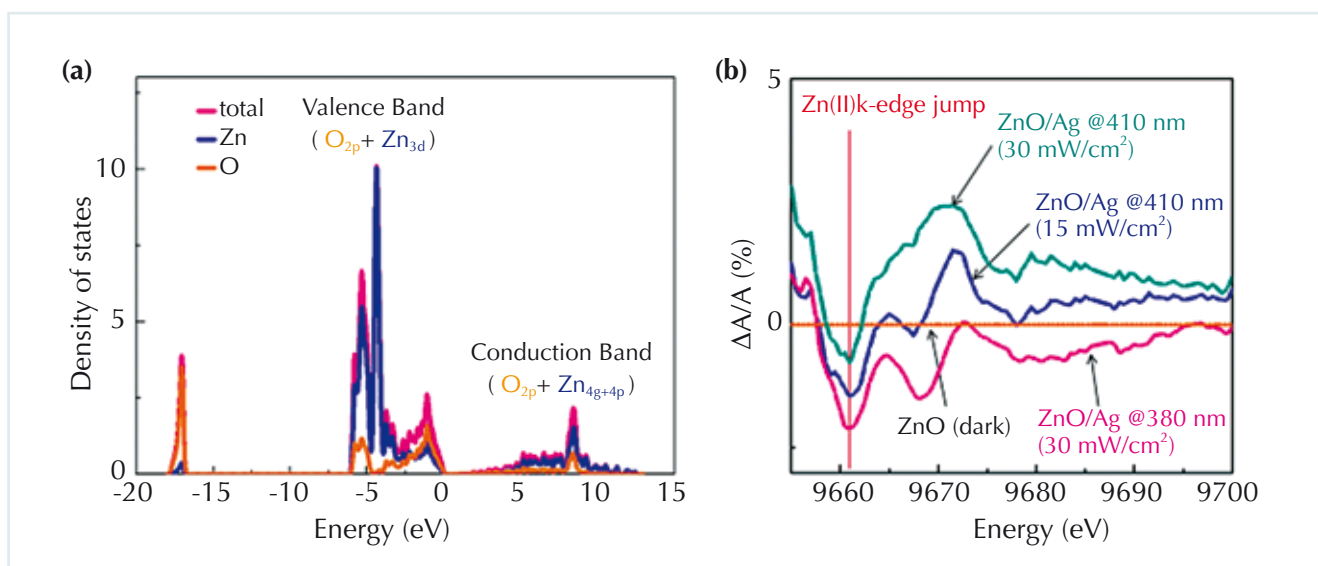 (a)
total
Zn
O
Valence Band
( O2p+ Zn3d)
Conduction Band
( O2p+ Zn4g+4p)
10
5
0
Density of states
-20 -15 -10 -5 0 5 10 15
Energy (eV)
(b)
5
0
ΔA/A (%)
Zn(II)k-edge jump
ZnO/Ag @410 nm
(30 mW/cm²)
ZnO/Ag @410 nm
(15 mW/cm²)
ZnO (dark)
ZnO/Ag @380 nm
(30 mW/cm²)
9660 9670 9680 9690 9700
Energy (eV)